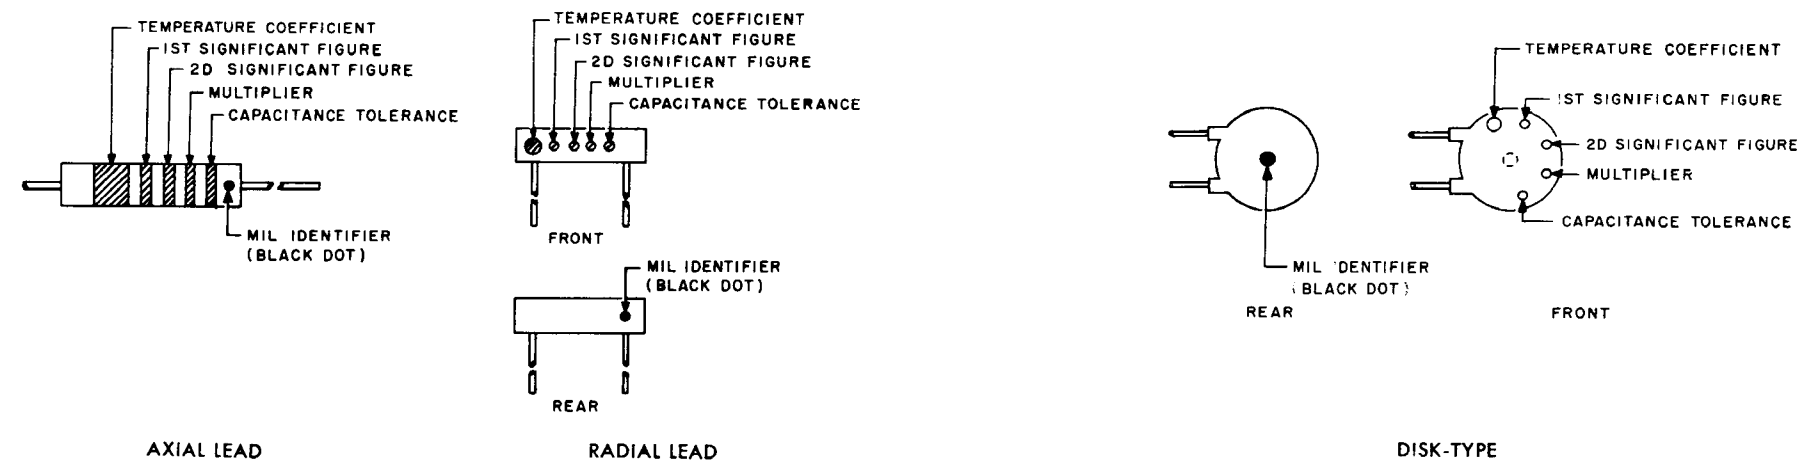 TEMPERATURE COEFFICIENT
1ST SIGNIFICANT FIGURE
2D SIGNIFICANT FIGURE
MULTIPLIER
CAPACITANCE TOLERANCE
MIL IDENTIFIER
(BLACK DOT)
AXIAL LEAD
TEMPERATURE COEFFICIENT
1ST SIGNIFICANT FIGURE
2D SIGNIFICANT FIGURE
MULTIPLIER
CAPACITANCE TOLERANCE
FRONT
MIL IDENTIFIER
(BLACK DOT)
REAR
RADIAL LEAD
MIL IDENTIFIER
(BLACK DOT)
REAR
TEMPERATURE COEFFICIENT
1ST SIGNIFICANT FIGURE
2D SIGNIFICANT FIGURE
MULTIPLIER
CAPACITANCE TOLERANCE
FRONT
DISK-TYPE